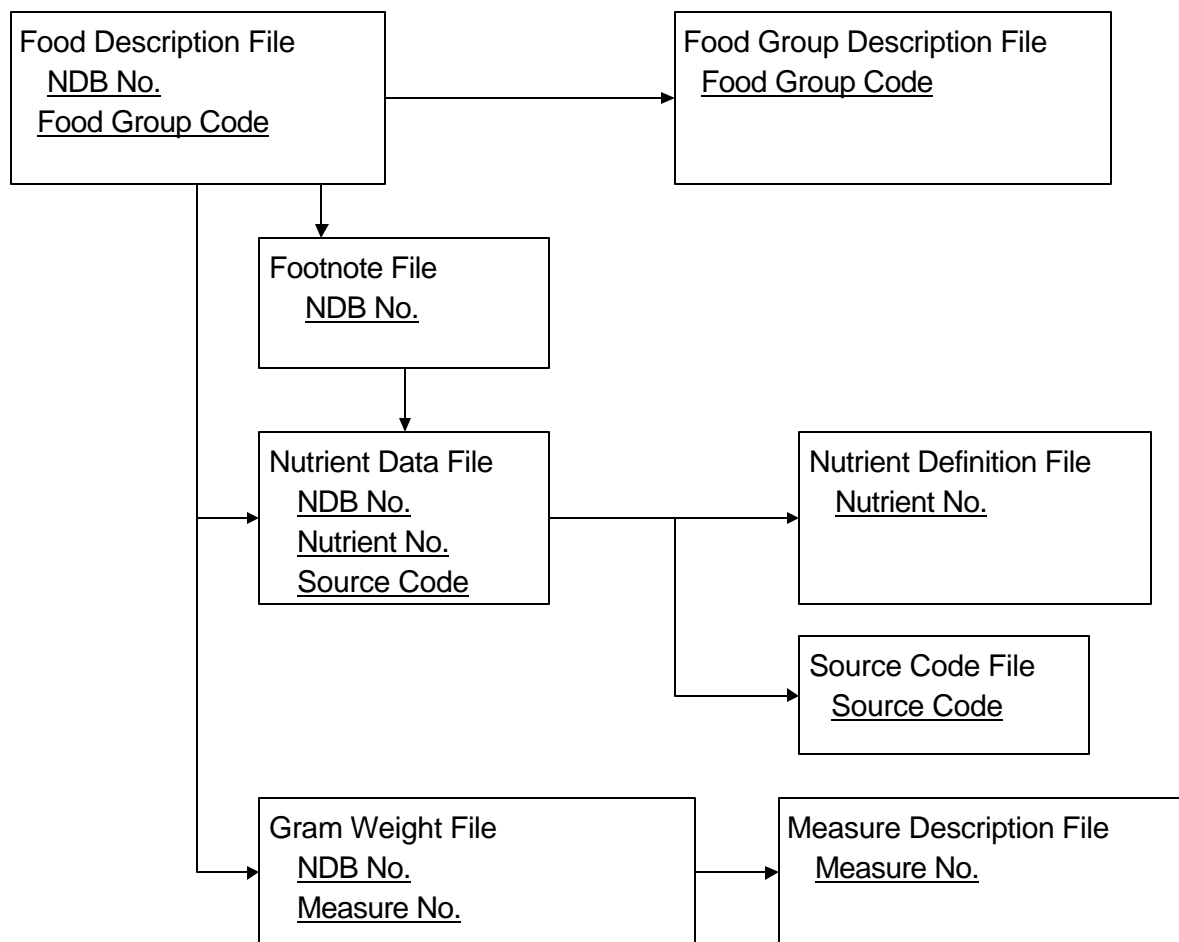 Food Description File
NDB No.
Food Group Code
Food Group Description File
Food Group Code
Footnote File
NDB No.
Nutrient Data File
NDB No.
Nutrient No.
Source Code
Nutrient Definition File
Nutrient No.
Source Code File
Source Code
Gram Weight File
NDB No.
Measure No.
Measure Description File
Measure No.